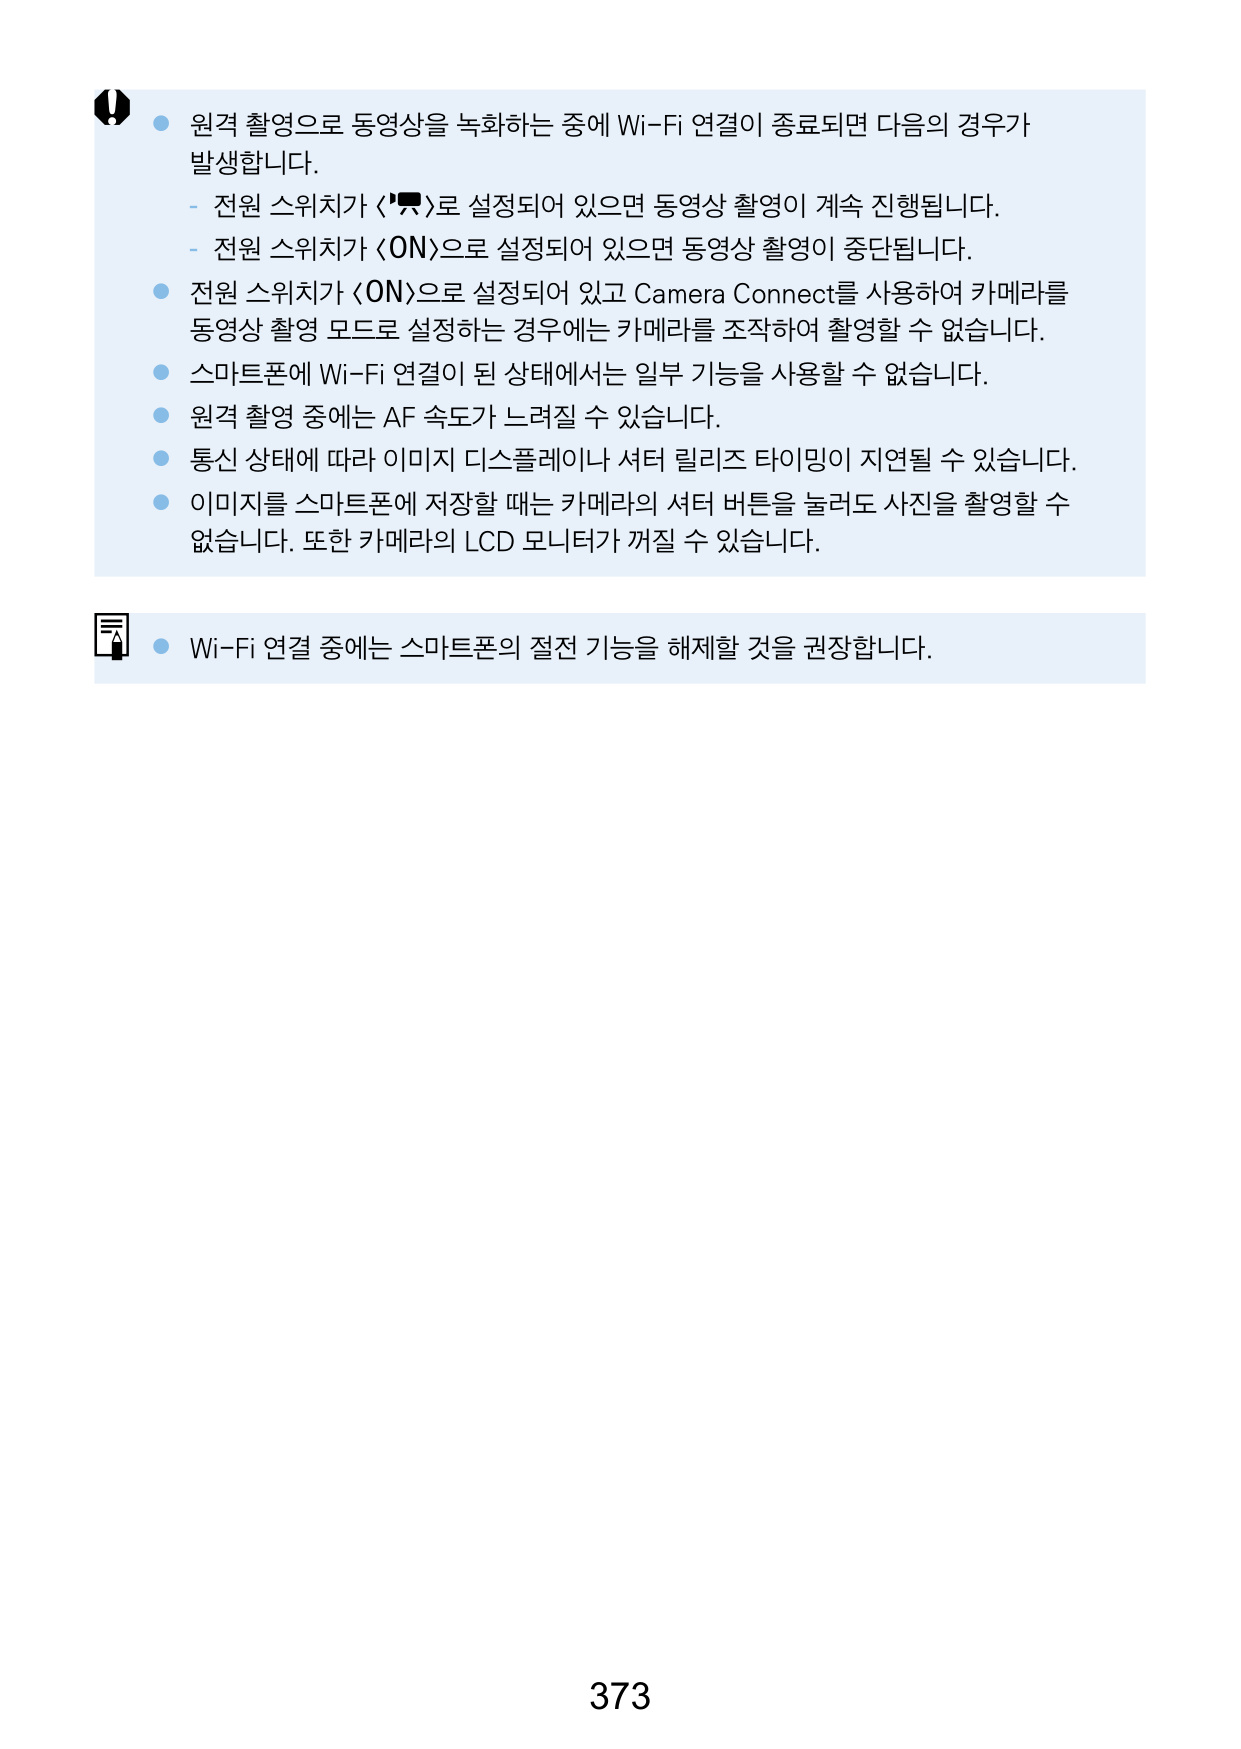 ● 원격 촬영으로 동영상을 녹화하는 중에 Wi-Fi 연결이 종료되면 다음의 경우가
발생합니다.
- 전원 스위치가 <>로 설정되어 있으면 동영상 촬영이 계속 진행됩니다.
- 전원 스위치가 <ON>으로 설정되어 있으면 동영상 촬영이 중단됩니다.
● 전원 스위치가 <ON>으로 설정되어 있고 Camera Connect를 사용하여 카메라를
동영상 촬영 모드로 설정하는 경우에는 카메라를 조작하여 촬영할 수 없습니다.
● 스마트폰에 Wi-Fi 연결이 된 상태에서는 일부 기능을 사용할 수 없습니다.
● 원격 촬영 중에는 AF 속도가 느려질 수 있습니다.
● 통신 상태에 따라 이미지 디스플레이나 셔터 릴리즈 타이밍이 지연될 수 있습니다.
● 이미지를 스마트폰에 저장할 때는 카메라의 셔터 버튼을 눌러도 사진을 촬영할 수
없습니다. 또한 카메라의 LCD 모니터가 꺼질 수 있습니다.
● Wi-Fi 연결 중에는 스마트폰의 절전 기능을 해제할 것을 권장합니다.
373